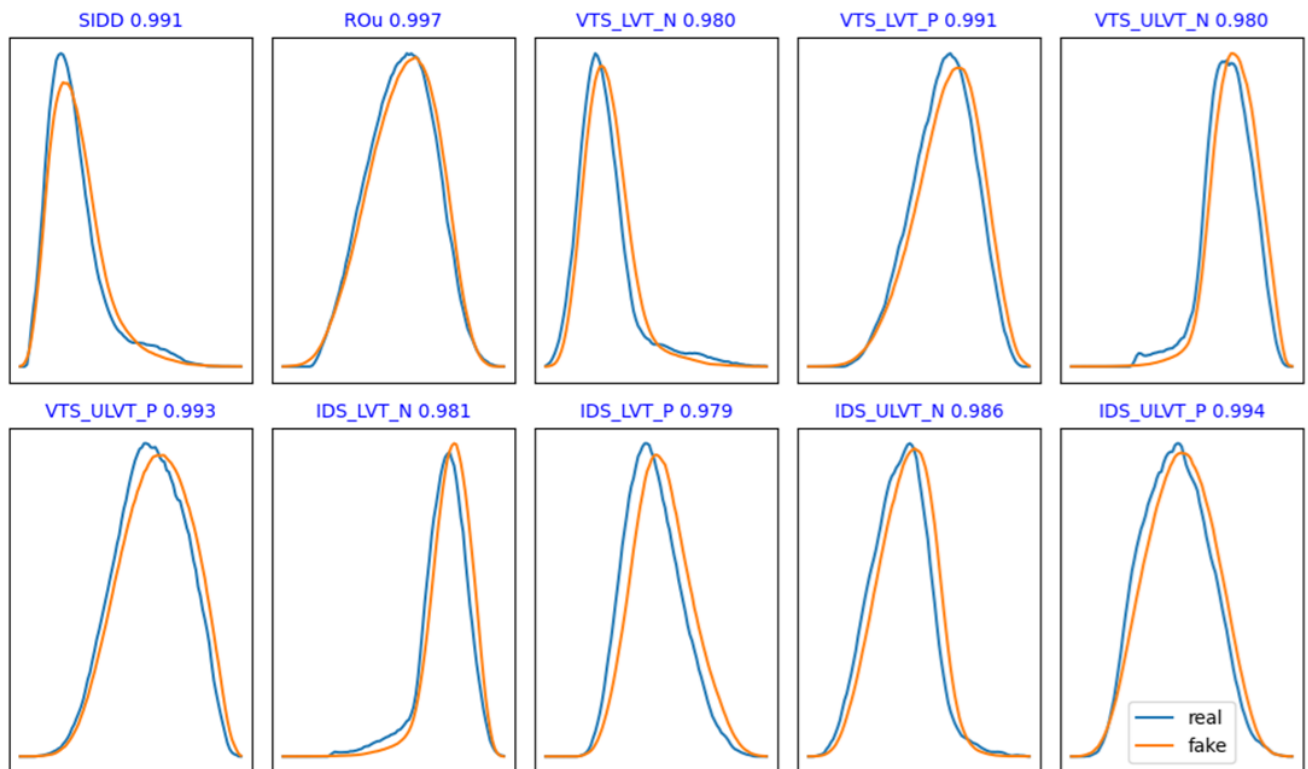 SIDD 0.991
ROu 0.997
VTS_LVT_N 0.980
VTS_LVT_P 0.991
VTS_ULVT_N 0.980
VTS_ULVT_P 0.993
IDS_LVT_N 0.981
IDS_LVT_P 0.979
IDS_ULVT_N 0.986
IDS_ULVT_P 0.994
real
fake